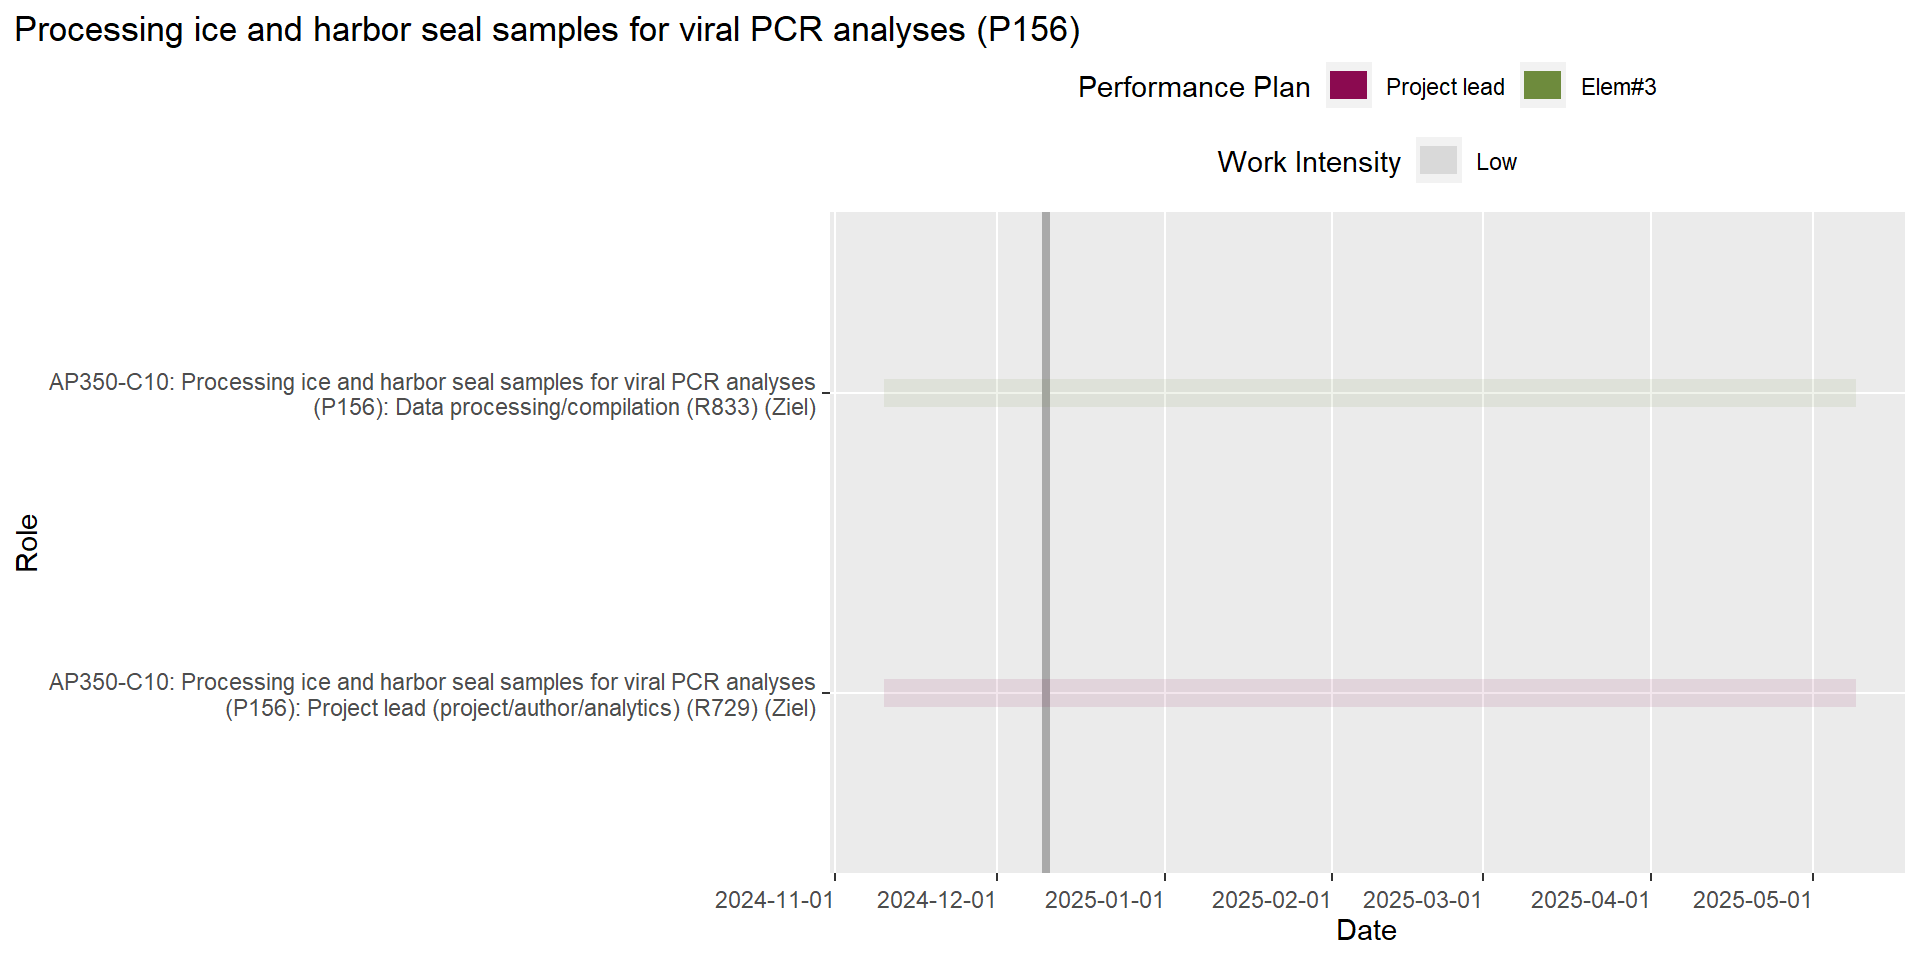 Processing ice and harbor seal samples for viral PCR analyses (P156)
Performance Plan Project lead Elem#3
Work Intensity Low
AP350-C10: Processing ice and harbor seal samples for viral PCR analyses
(P156): Data processing/compilation (R833) (Ziel)
Role
AP350-C10: Processing ice and harbor seal samples for viral PCR analyses
(P156): Project lead (project/author/analytics) (R729) (Ziel)
2024-11-01 2024-12-01 2025-01-01 2025-02-01 2025-03-01 2025-04-01 2025-05-01
Date